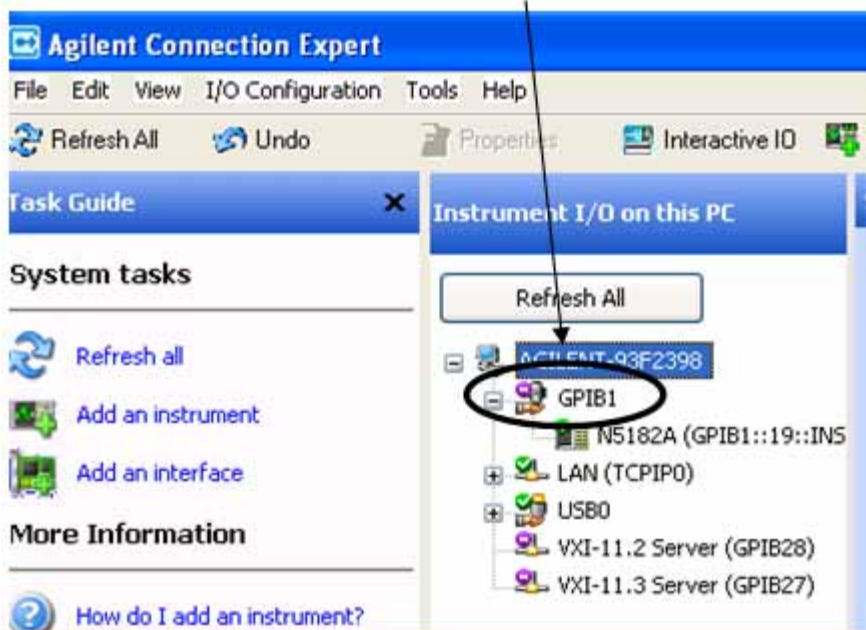 Agilent Connection Expert
File Edit View I/O Configuration Tools Help
Refresh All Undo Properties Interactive IO
Task Guide
System tasks
Refresh all
Add an instrument
Add an interface
More Information
How do I add an instrument?
Instrument I/O on this PC
Refresh All
AGILENT-93F2398
GPIB1
N5182A (GPIB1::19::INS
LAN (TCPIP0)
USB0
VXI-11.2 Server (GPIB28)
VXI-11.3 Server (GPIB27)